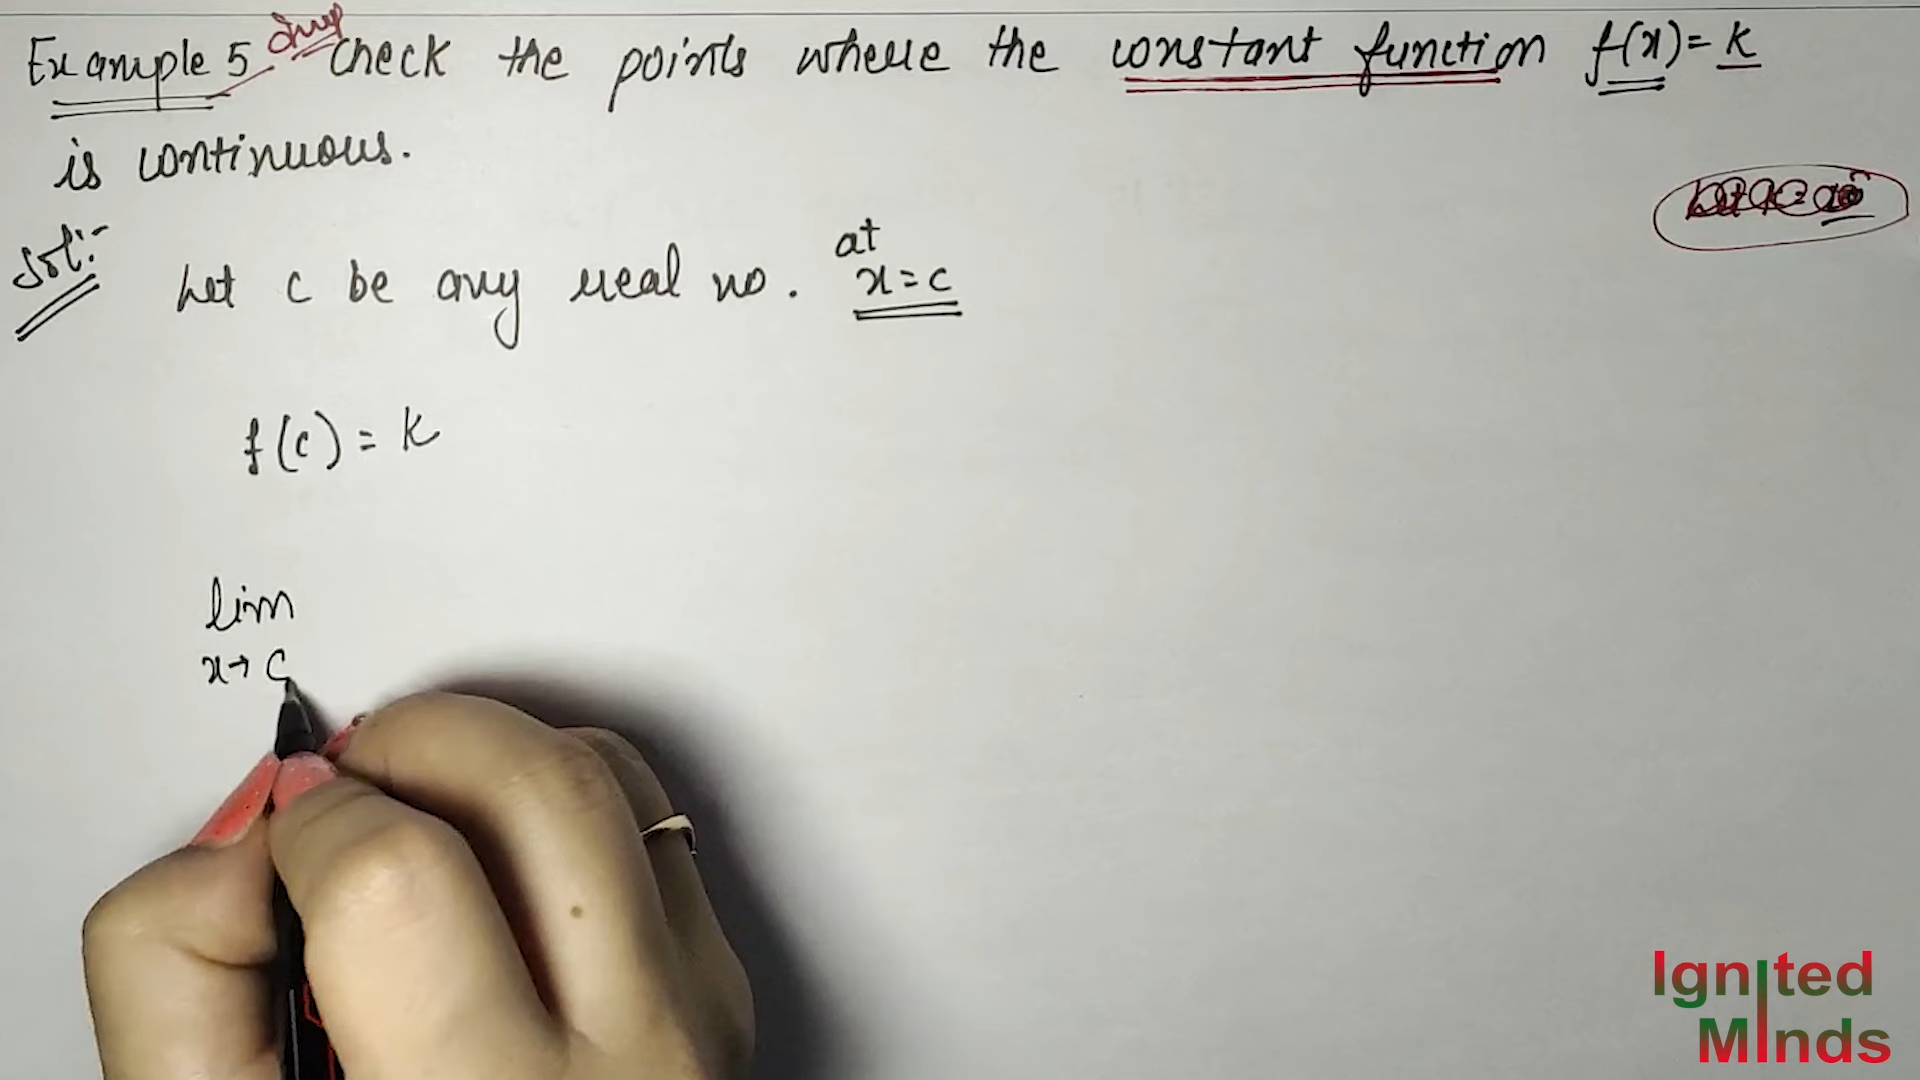 Example 5 Imp Check the points where the constant function f(x) = k
is continuous.
Sol:-
Let c be any real no. at x = c
f(c) = k
lim
x → c
Ignited
Minds